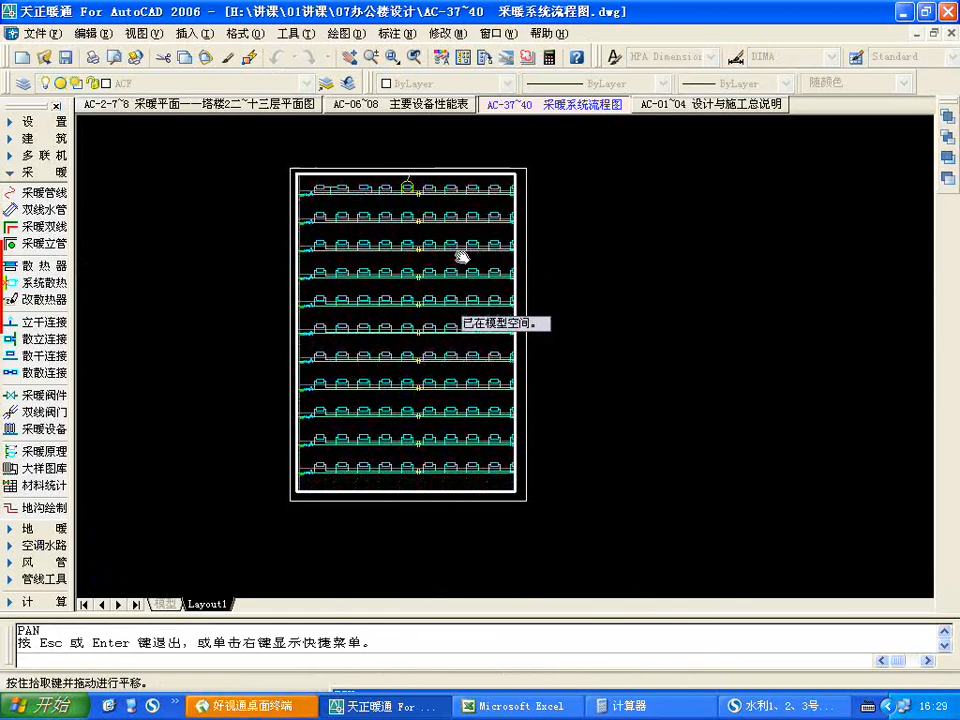 天正暖通 For AutoCAD 2006 - [H:\讲课\01讲课\07办公楼设计\AC-37~40 采暖系统流程图.dwg]
文件(F) 编辑(E) 视图(V) 插入(I) 格式(O) 工具(T) 绘图(D) 标注(N) 修改(M) 窗口(W) 帮助(H)
HPA Dimension DIMA Standard
ACF ByLayer ByLayer ByLayer 随颜色
AC-2-7~8 采暖平面——塔楼二~十三层平面图 AC-06~08 主要设备性能表 AC-37~40 采暖系统流程图 AC-01~04 设计与施工总说明
设 置
建 筑
多联机
采 暖
采暖管线
双线水管
采暖双线
采暖立管
散热器
系统散热
改散热器
立干连接
散立连接
散干连接
散散连接
采暖阀件
双线阀门
采暖设备
采暖原理
大样图库
材料统计
地沟绘制
地 暖
空调水路
风 管
管线工具
计 算
已在模型空间。
模型 Layout1
PAN
按 Esc 或 Enter 键退出，或单击右键显示快捷菜单。
按住拾取键并拖动进行平移。
开始 好视通桌面终端 天正暖通 For ... Microsoft Excel 计算器 水利1、2、3号... 16:29